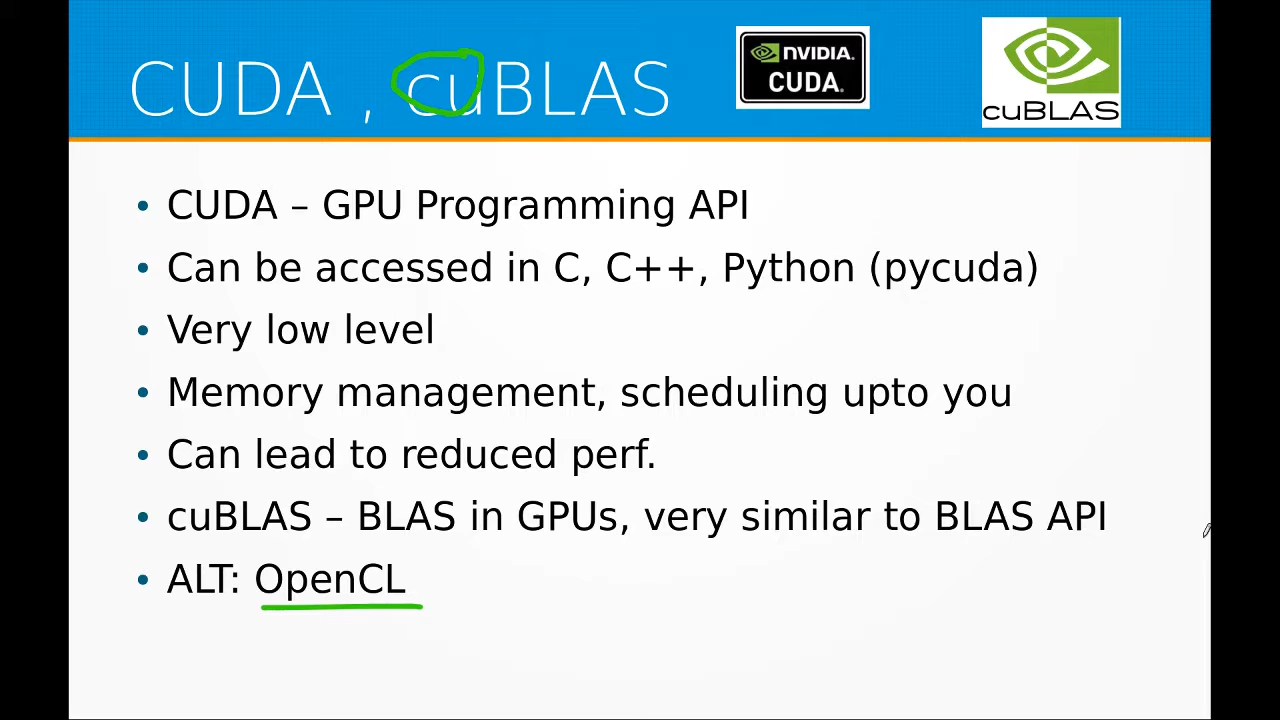 CUDA , cuBLAS
NVIDIA.
CUDA.
cuBLAS
• CUDA – GPU Programming API
• Can be accessed in C, C++, Python (pycuda)
• Very low level
• Memory management, scheduling upto you
• Can lead to reduced perf.
• cuBLAS – BLAS in GPUs, very similar to BLAS API
• ALT: OpenCL